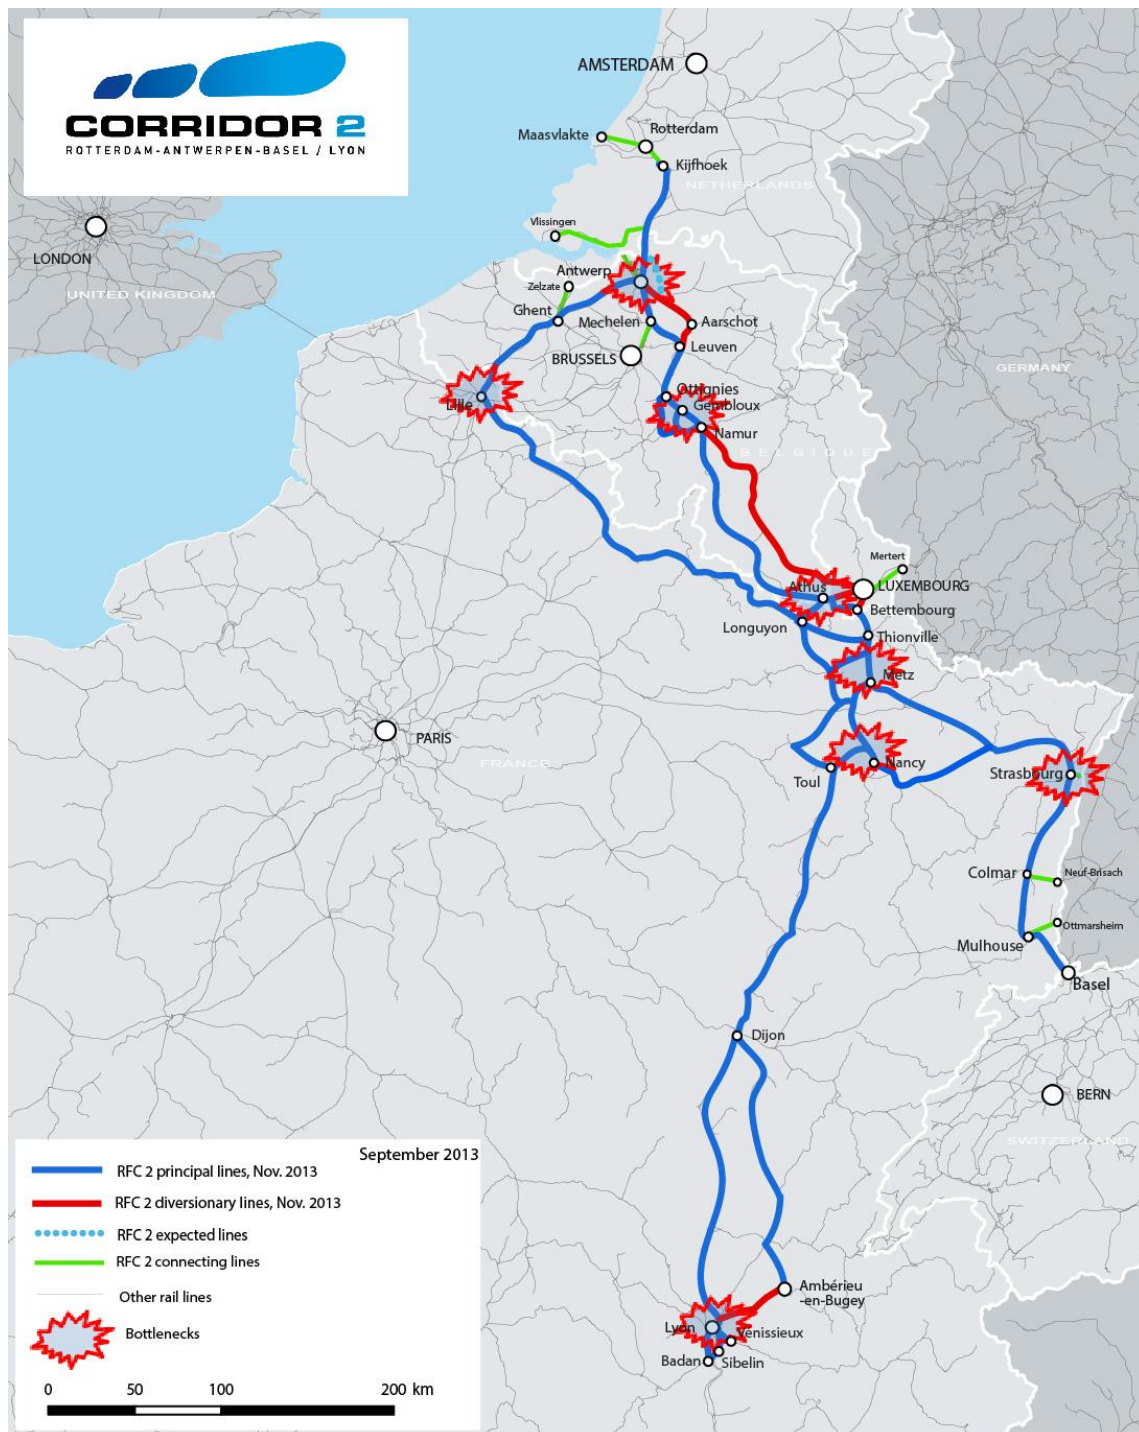 CORRIDOR 2
ROTTERDAM-ANTWERPEN-BASEL / LYON
AMSTERDAM
Maasvlakte
Rotterdam
Kijfhoek
NETHERLANDS
Vlissingen
LONDON
UNITED KINGDOM
Antwerp
Zelzate
Ghent
Mechelen
Aarschot
BRUSSELS
Leuven
GERMANY
Ottignies
Lille
Gembloux
Namur
BELGIQUE
Mertert
Athus
LUXEMBOURG
Bettembourg
Longuyon
Thionville
Metz
PARIS
FRANCE
Nancy
Toul
Strasbourg
Colmar
Neuf-Brisach
Ottmarsheim
Mulhouse
Basel
Dijon
BERN
SWITZERLAND
September 2013
RFC 2 principal lines, Nov. 2013
RFC 2 diversionary lines, Nov. 2013
RFC 2 expected lines
RFC 2 connecting lines
Other rail lines
Bottlenecks
0 50 100 200 km
Ambérieu
-en-Bugey
Lyon
Venissieux
Badan
Sibelin